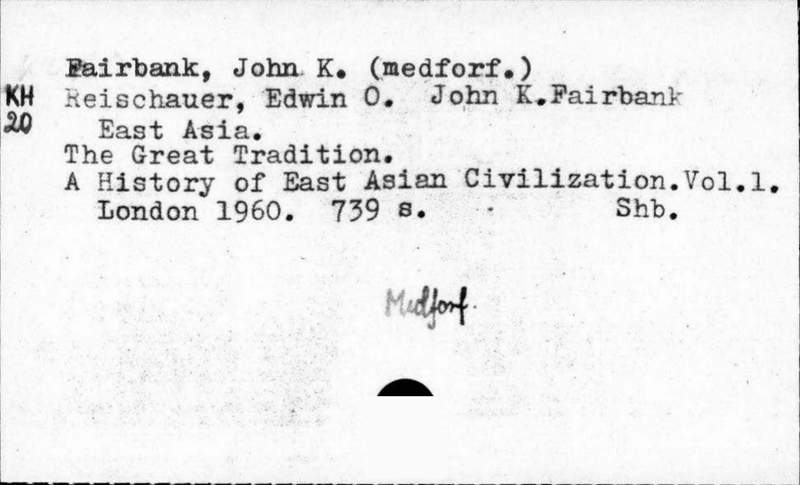 Fairbank, John K. (medforf.)
KH Reischauer, Edwin O. John K.Fairbank
20 East Asia.
The Great Tradition.
A History of East Asian Civilization.Vol.1.
London 1960. 739 s. Shb.
Medforf.